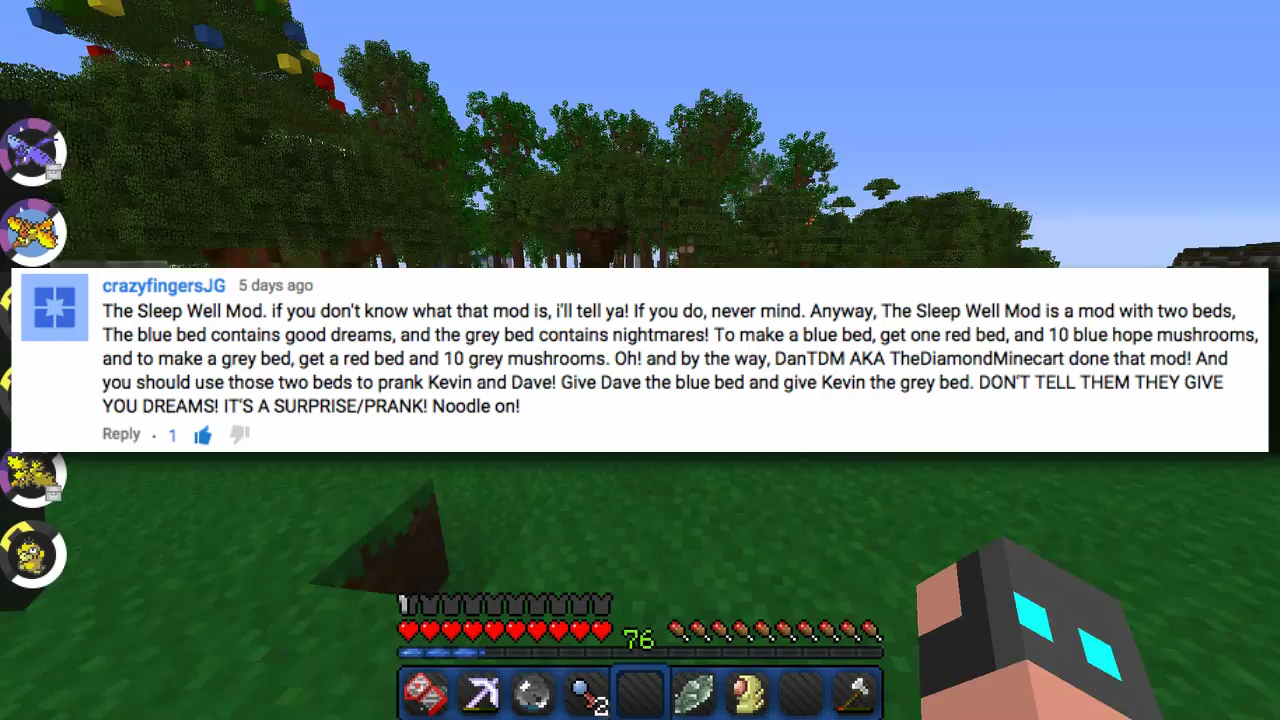 crazyfingersJG 5 days ago
The Sleep Well Mod. if you don't know what that mod is, i'll tell ya! If you do, never mind. Anyway, The Sleep Well Mod is a mod with two beds,
The blue bed contains good dreams, and the grey bed contains nightmares! To make a blue bed, get one red bed, and 10 blue hope mushrooms,
and to make a grey bed, get a red bed and 10 grey mushrooms. Oh! and by the way, DanTDM AKA TheDiamondMinecart done that mod! And
you should use those two beds to prank Kevin and Dave! Give Dave the blue bed and give Kevin the grey bed. DON'T TELL THEM THEY GIVE
YOU DREAMS! IT'S A SURPRISE/PRANK! Noodle on!
Reply · 1
76
2